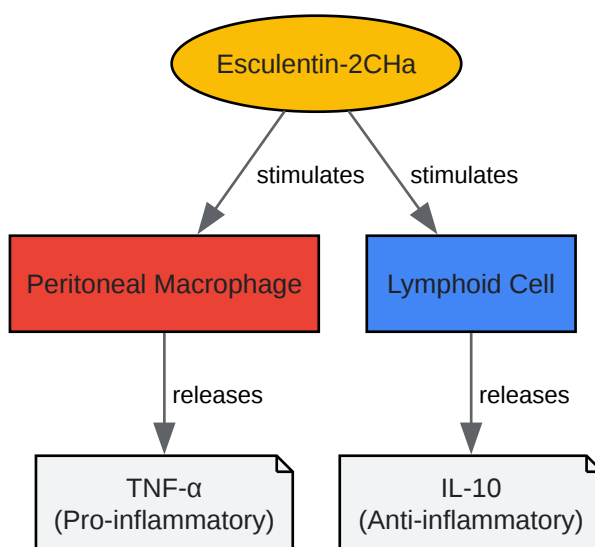 Esculentin-2CHa
stimulates
stimulates
Peritoneal Macrophage
Lymphoid Cell
releases
releases
TNF-α
(Pro-inflammatory)
IL-10
(Anti-inflammatory)